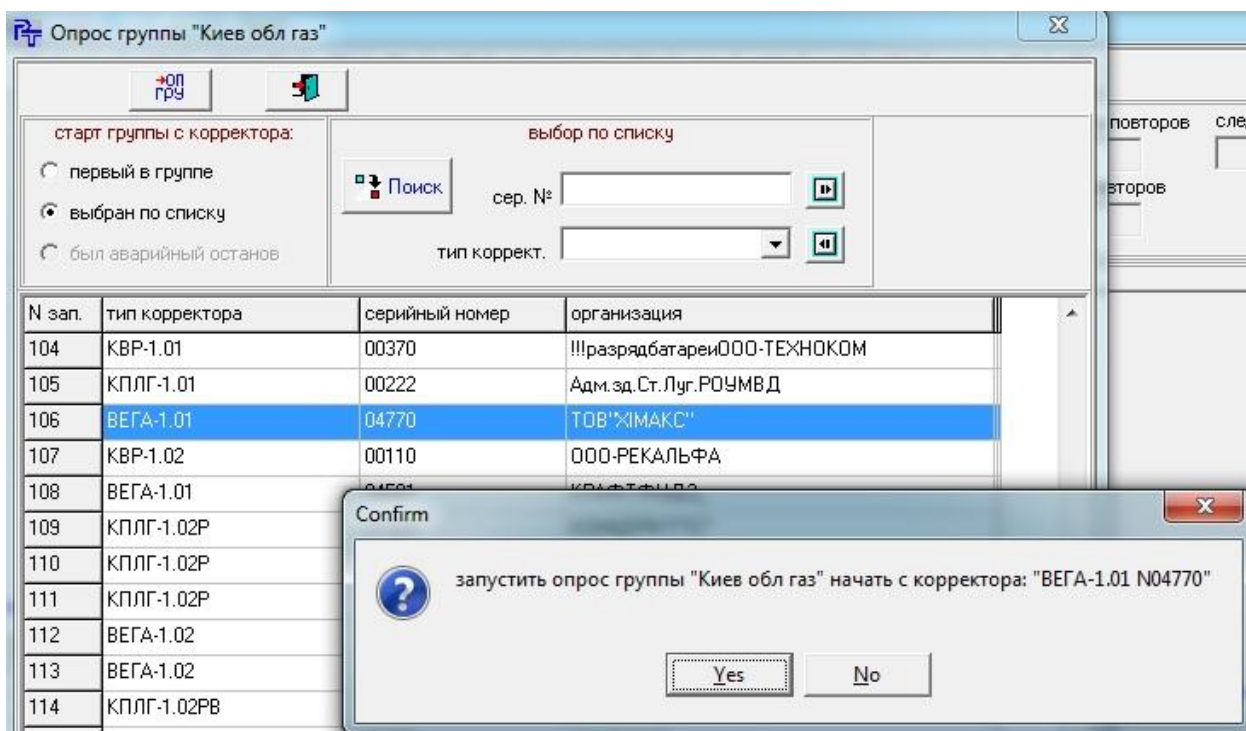 Опрос группы "Киев обл газ"
→оп
гру
старт группы с корректора:
выбор по списку
первый в группе
выбран по списку
был аварийный останов
Поиск
сер. №
тип коррект.
повторов
N зап. тип корректора серийный номер организация
104 КВР-1.01 00370 !!!разрядбатареиООО-ТЕХНОКОМ
105 КПЛГ-1.01 00222 Адм.зд.Ст.Луг.РОУМВД
106 ВЕГА-1.01 04770 ТОВ"ХІМАКС"
107 КВР-1.02 00110 ООО-РЕКАЛЬФА
108 ВЕГА-1.01
109 КПЛГ-1.02Р
110 КПЛГ-1.02Р
111 КПЛГ-1.02Р
112 ВЕГА-1.02
113 ВЕГА-1.02
114 КПЛГ-1.02РВ
Confirm
запустить опрос группы "Киев обл газ" начать с корректора: "ВЕГА-1.01 N04770"
Yes No